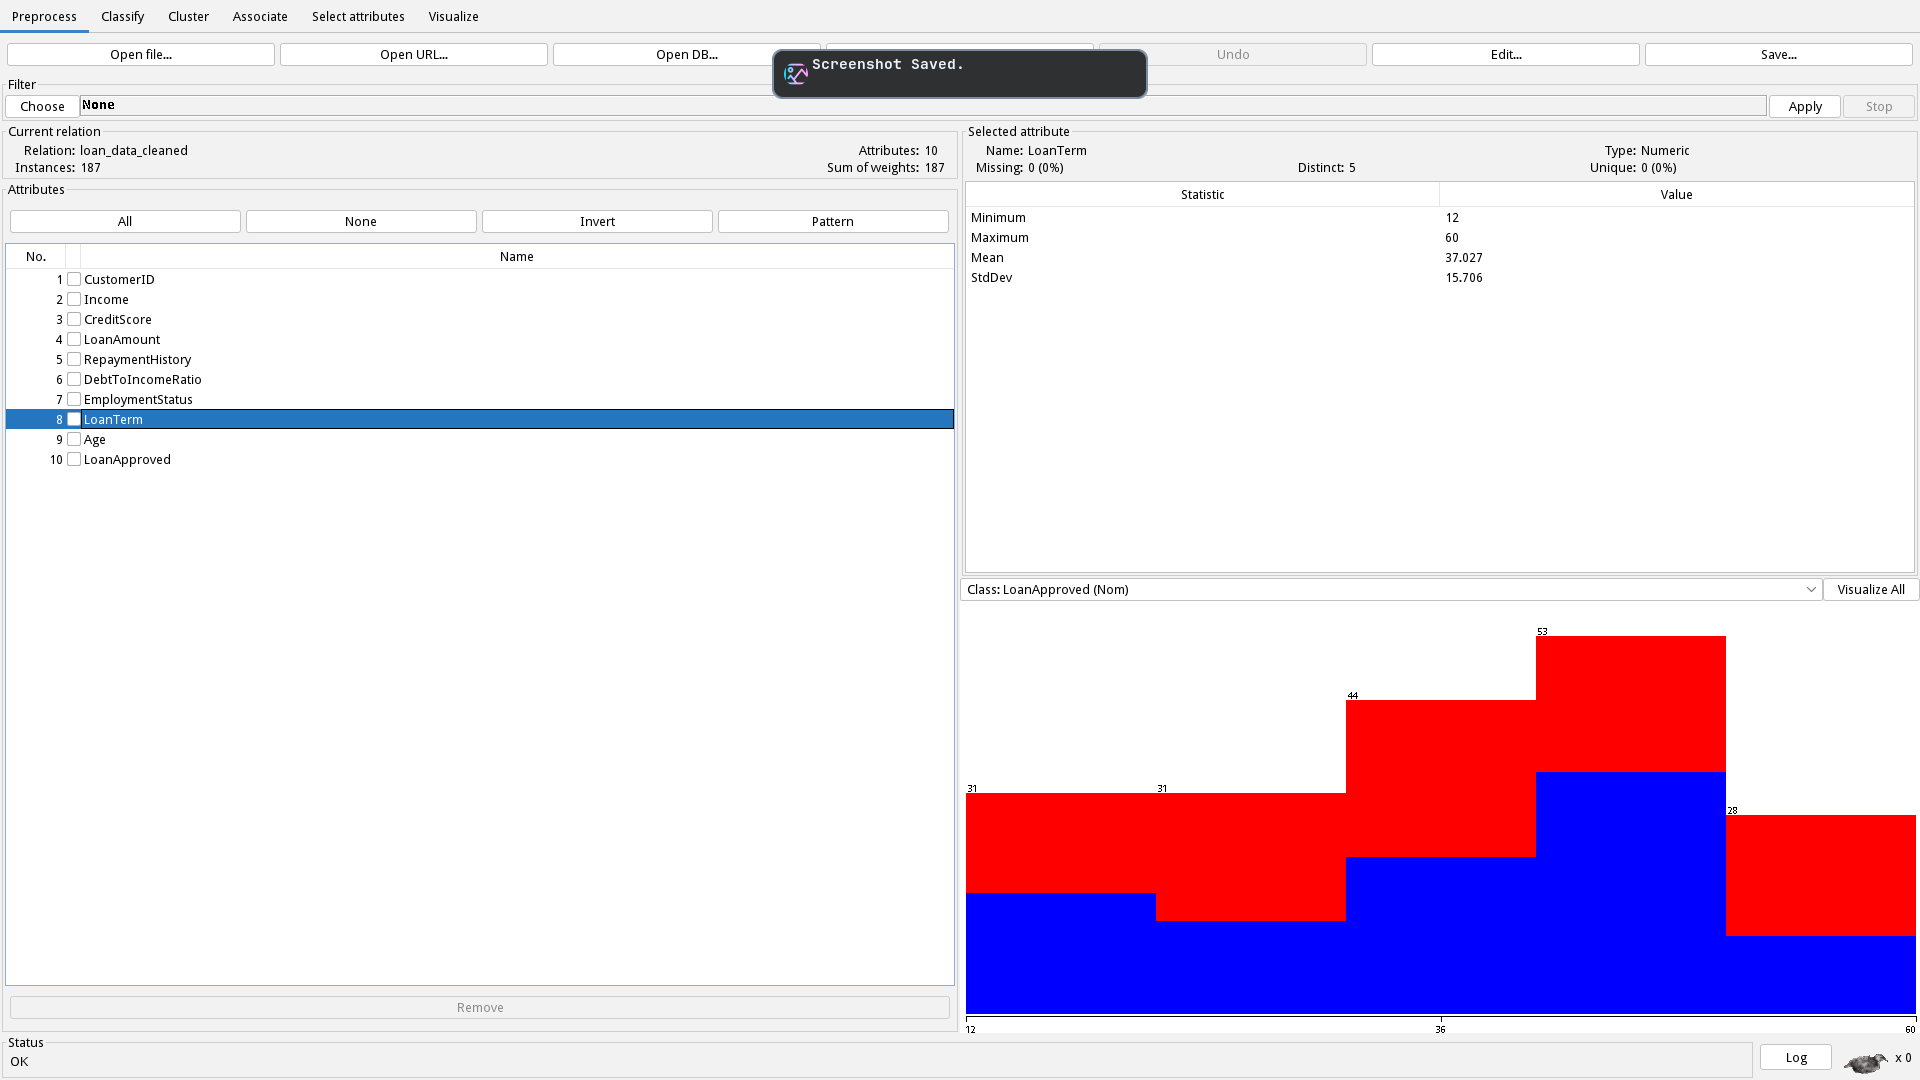 Preprocess Classify Cluster Associate Select attributes Visualize
Open file... Open URL... Open DB... Undo Edit... Save...
Screenshot Saved.
Filter
Choose None Apply Stop
Current relation
Relation: loan_data_cleaned Attributes: 10
Instances: 187 Sum of weights: 187
Attributes
All None Invert Pattern
No. Name
1 CustomerID
2 Income
3 CreditScore
4 LoanAmount
5 RepaymentHistory
6 DebtToIncomeRatio
7 EmploymentStatus
8 LoanTerm
9 Age
10 LoanApproved
Remove
Selected attribute
Name: LoanTerm Type: Numeric
Missing: 0 (0%) Distinct: 5 Unique: 0 (0%)
Statistic Value
Minimum 12
Maximum 60
Mean 37.027
StdDev 15.706
Class: LoanApproved (Nom) Visualize All
53
44
31 31
28
12 36 60
Status
OK
Log x 0